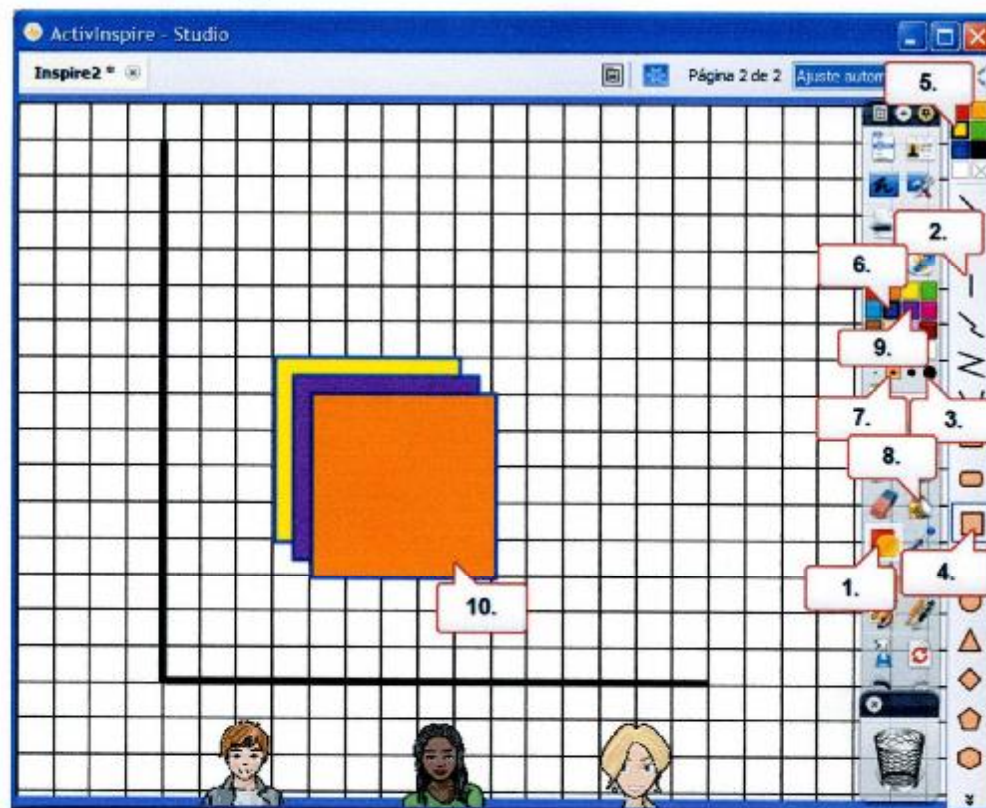 ActivInspire - Studio
Inspire2 *
Página 2 de 2
Ajuste autom
5.
2.
6.
9.
7.
3.
8.
1.
4.
10.